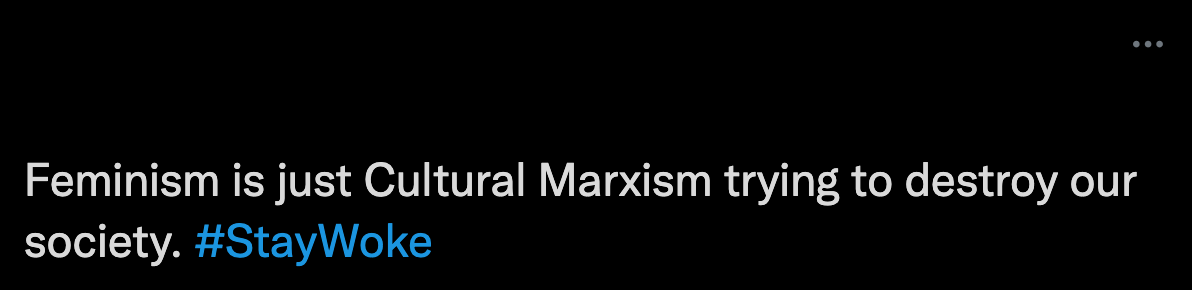 Feminism is just Cultural Marxism trying to destroy our
society. #StayWoke